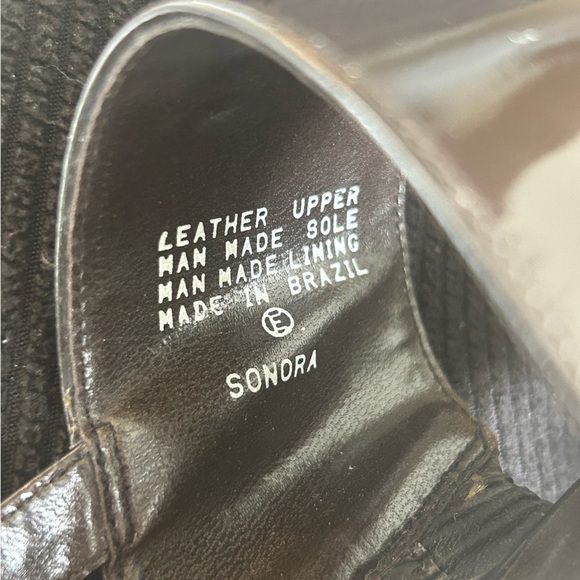 LEATHER UPPER
MAN MADE SOLE
MAN MADE LINING
MADE IN BRAZIL
E
SONORA